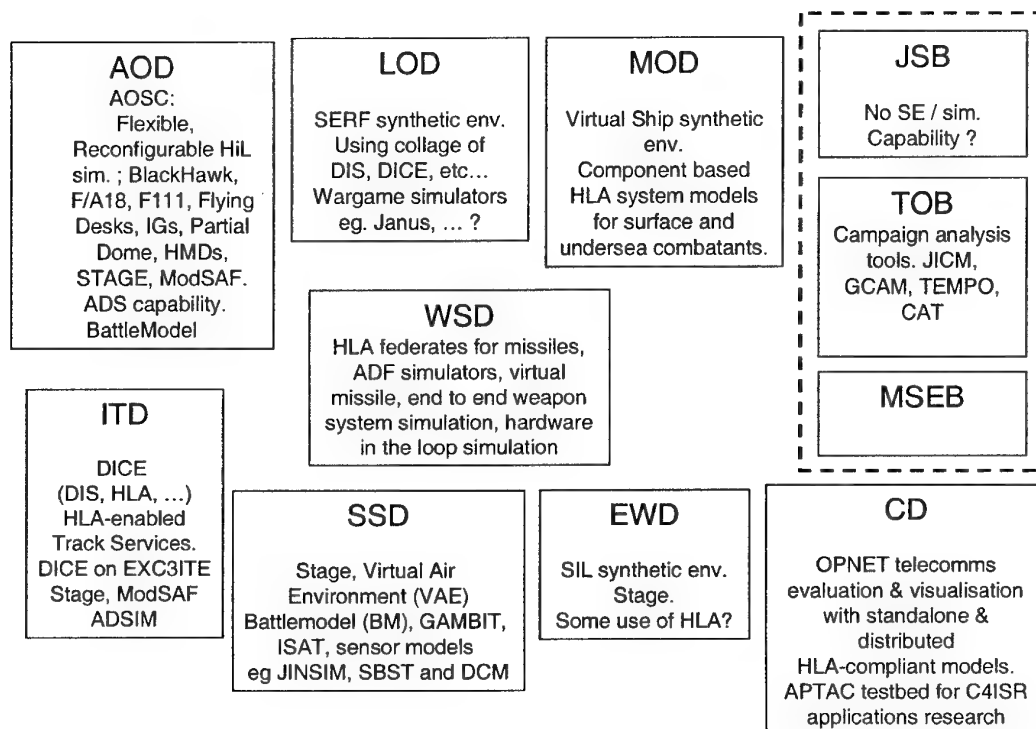 AOD
AOSC:
Flexible,
Reconfigurable HiL
sim. ; BlackHawk,
F/A18, F111, Flying
Desks, IGs, Partial
Dome, HMDs,
STAGE, ModSAF.
ADS capability.
BattleModel
LOD
SERF synthetic env.
Using collage of
DIS, DICE, etc...
Wargame simulators
eg. Janus, ... ?
MOD
Virtual Ship synthetic
env.
Component based
HLA system models
for surface and
undersea combatants.
JSB
No SE / sim.
Capability ?
TOB
Campaign analysis
tools. JICM,
GCAM, TEMPO,
CAT
MSEB
WSD
HLA federates for missiles,
ADF simulators, virtual
missile, end to end weapon
system simulation, hardware
in the loop simulation
ITD
DICE
(DIS, HLA, ...)
HLA-enabled
Track Services.
DICE on EXC3ITE
Stage, ModSAF
ADSIM
SSD
Stage, Virtual Air
Environment (VAE)
Battlemodel (BM), GAMBIT,
ISAT, sensor models
eg JINSIM, SBST and DCM
EWD
SIL synthetic env.
Stage.
Some use of HLA?
CD
OPNET telecomms
evaluation & visualisation
with standalone &
distributed
HLA-compliant models.
APTAC testbed for C4ISR
applications research